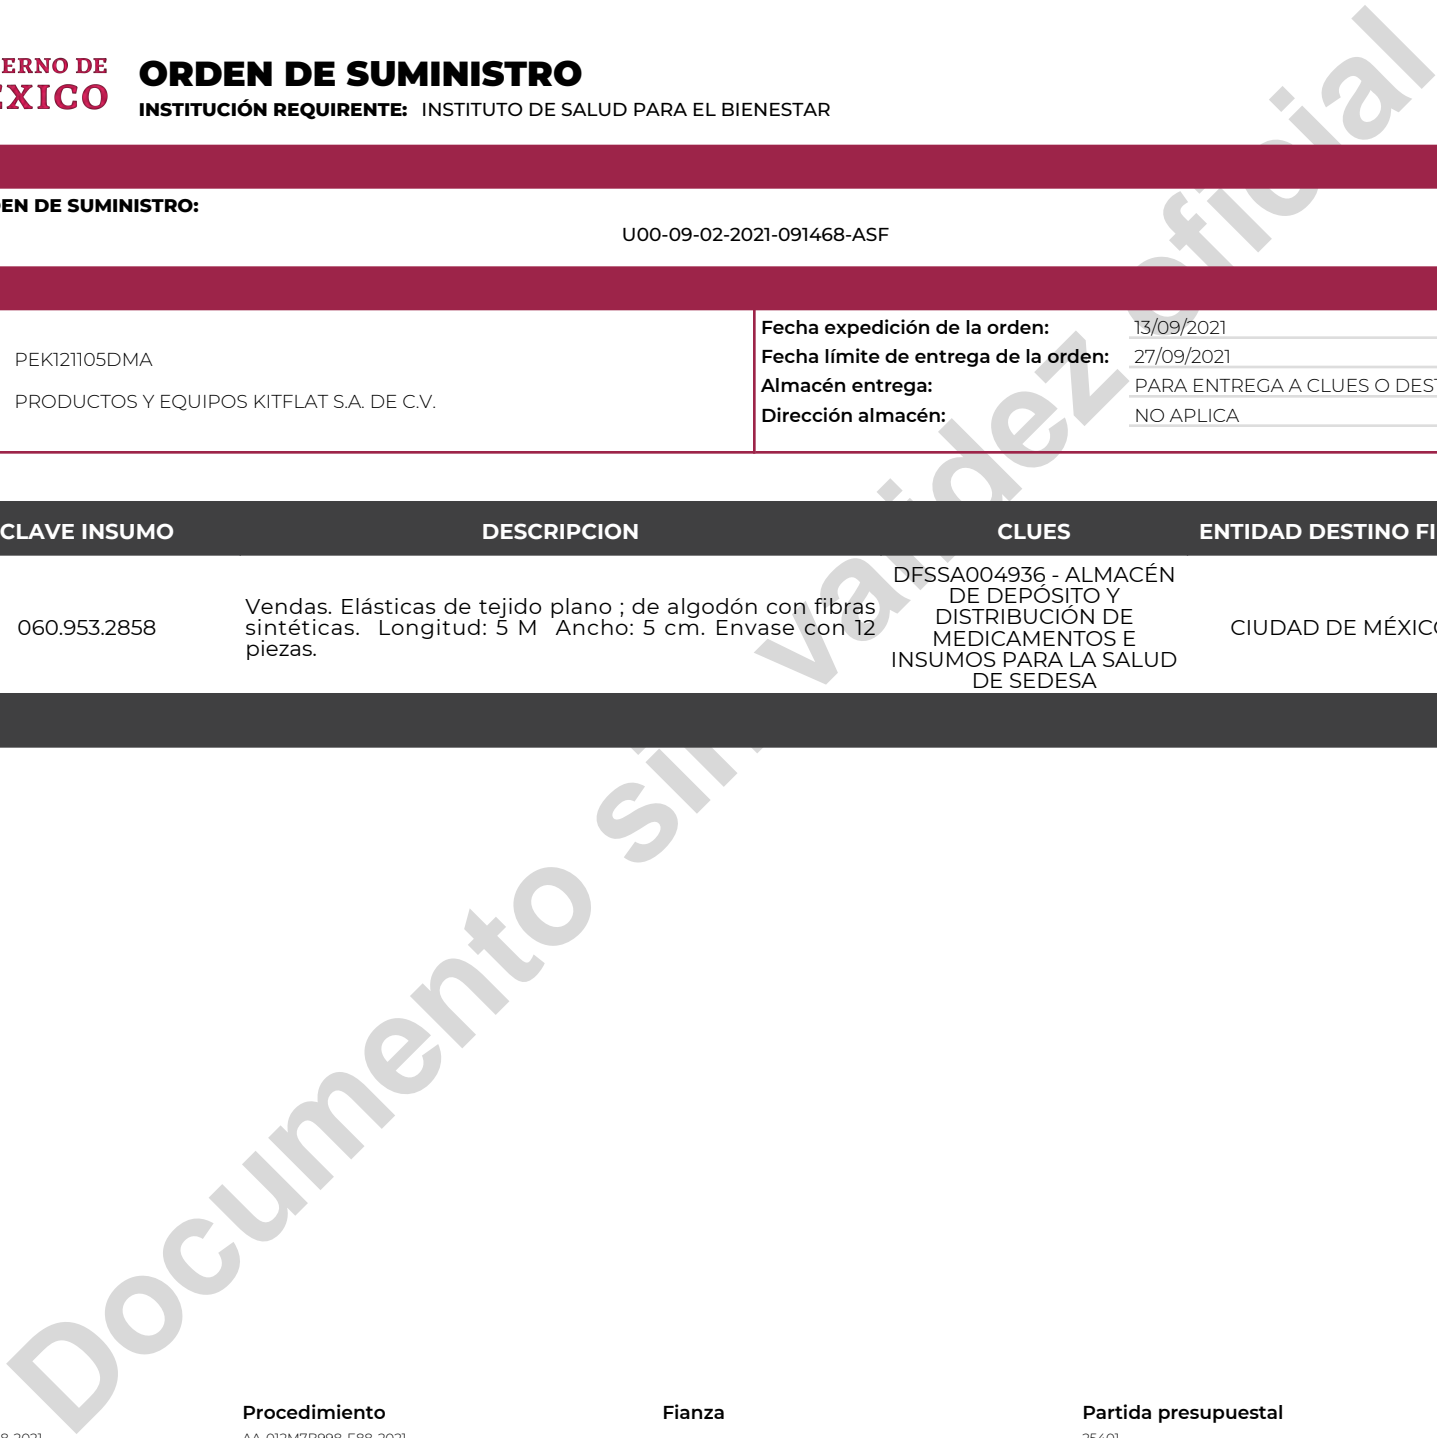 ERNO DE
EXICO
ORDEN DE SUMINISTRO
INSTITUCIÓN REQUIRENTE: INSTITUTO DE SALUD PARA EL BIENESTAR
EN DE SUMINISTRO:
U00-09-02-2021-091468-ASF
PEK121105DMA
PRODUCTOS Y EQUIPOS KITFLAT S.A. DE C.V.
Fecha expedición de la orden: 13/09/2021
Fecha límite de entrega de la orden: 27/09/2021
Almacén entrega: PARA ENTREGA A CLUES O DEST
Dirección almacén: NO APLICA
CLAVE INSUMO DESCRIPCION CLUES ENTIDAD DESTINO FI
060.953.2858
Vendas. Elásticas de tejido plano ; de algodón con fibras
sintéticas. Longitud: 5 M Ancho: 5 cm. Envase con 12
piezas.
DFSSA004936 - ALMACÉN
DE DEPÓSITO Y
DISTRIBUCIÓN DE
MEDICAMENTOS E
INSUMOS PARA LA SALUD
DE SEDESA
CIUDAD DE MÉXICO
Documento sin validez oficial
Procedimiento Fianza Partida presupuestal